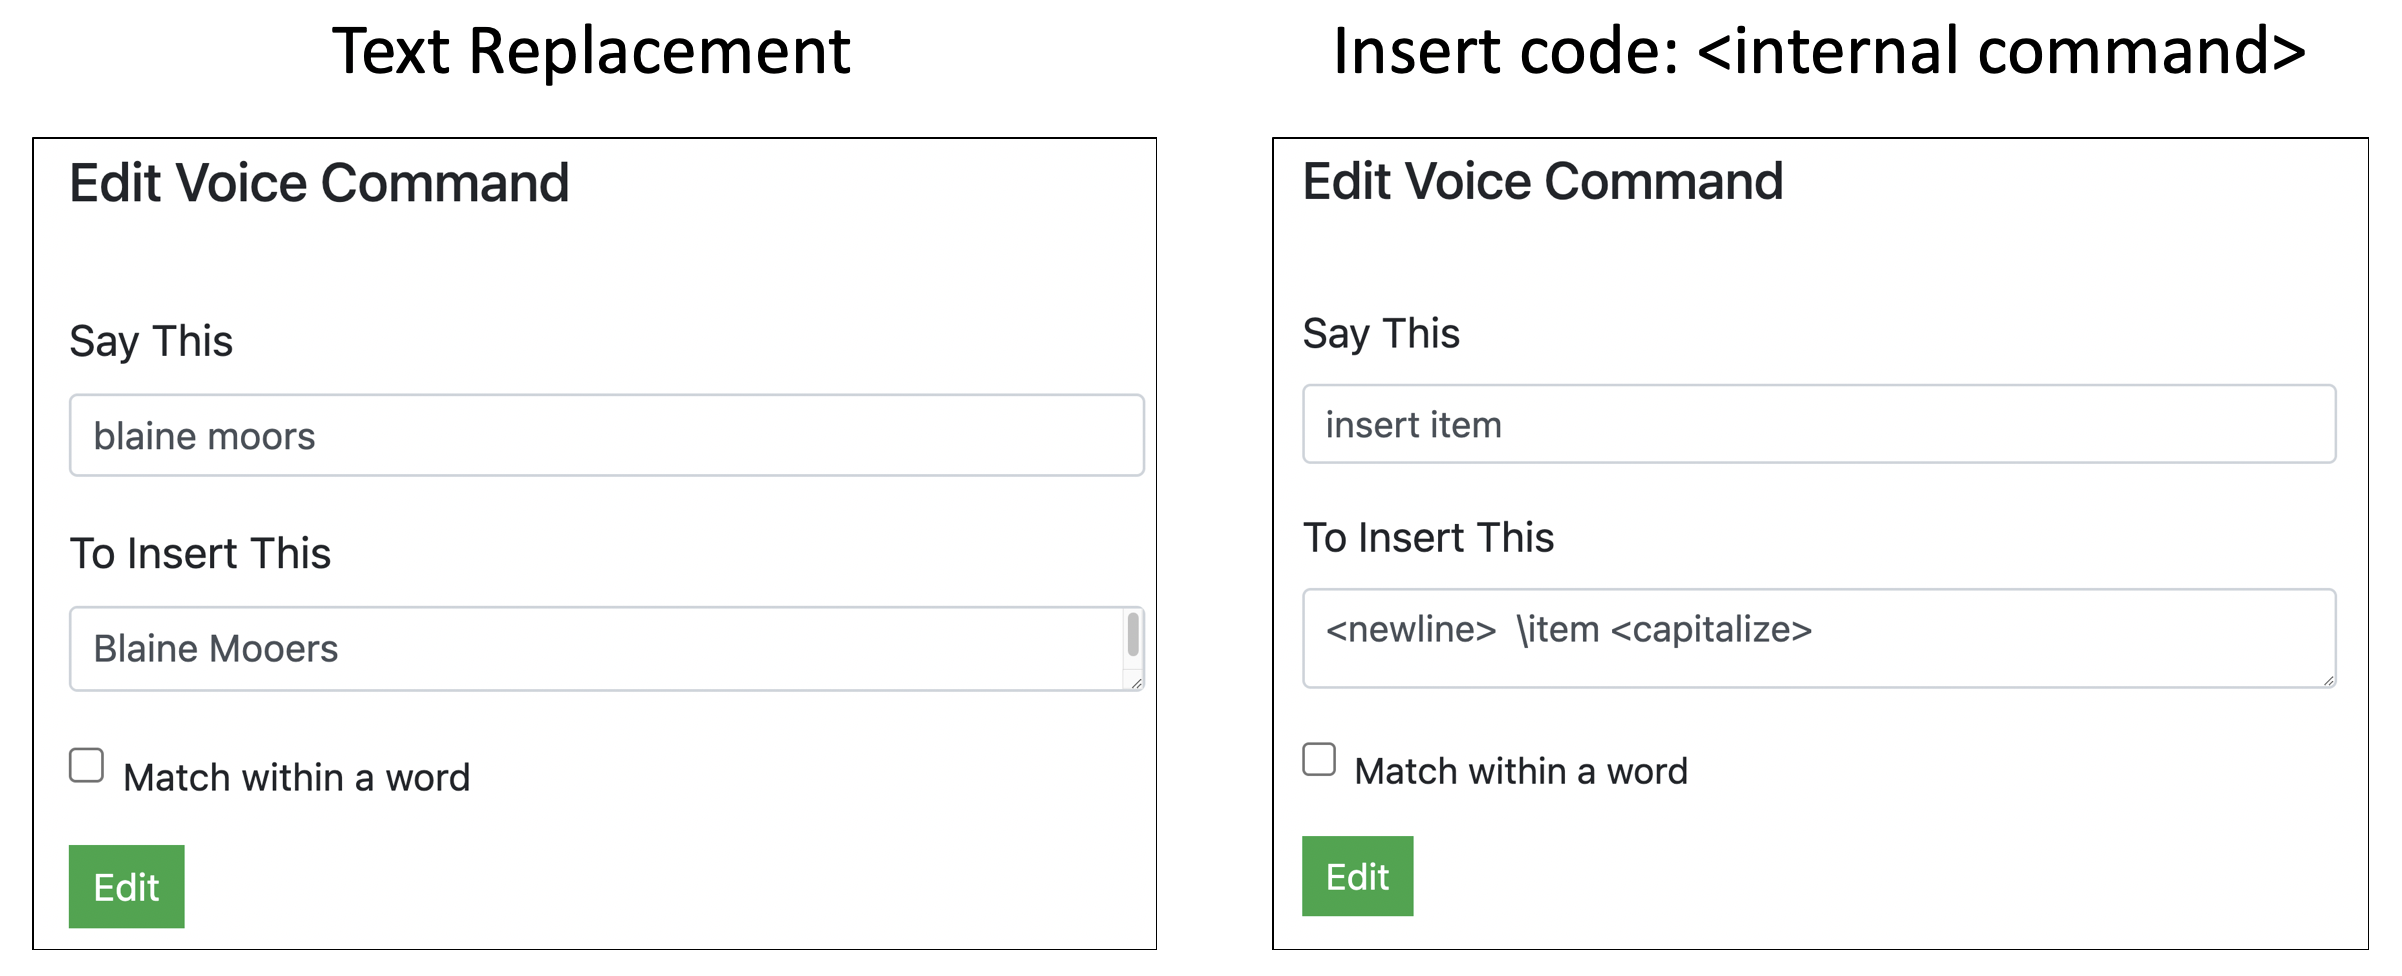 Text Replacement
Edit Voice Command
Say This
blaine moors
To Insert This
Blaine Mooers
Match within a word
Edit
Insert code: <internal command>
Edit Voice Command
Say This
insert item
To Insert This
<newline>  \item <capitalize>
Match within a word
Edit